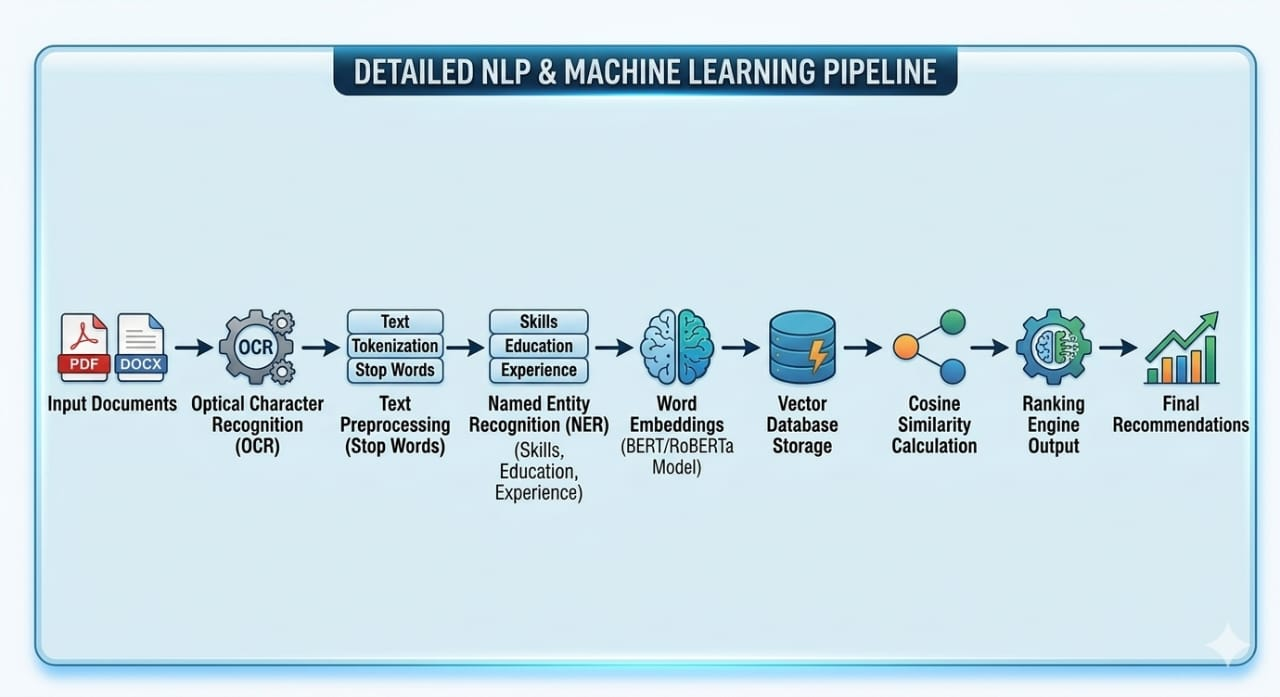 DETAILED NLP & MACHINE LEARNING PIPELINE
PDF
DOCX
Input Documents
OCR
Optical Character
Recognition
(OCR)
Text
Tokenization
Stop Words
Text
Preprocessing
(Stop Words)
Skills
Education
Experience
Named Entity
Recognition (NER)
(Skills,
Education,
Experience)
Word
Embeddings
(BERT/RoBERTa
Model)
Vector
Database
Storage
Cosine
Similarity
Calculation
Ranking
Engine
Output
Final
Recommendations